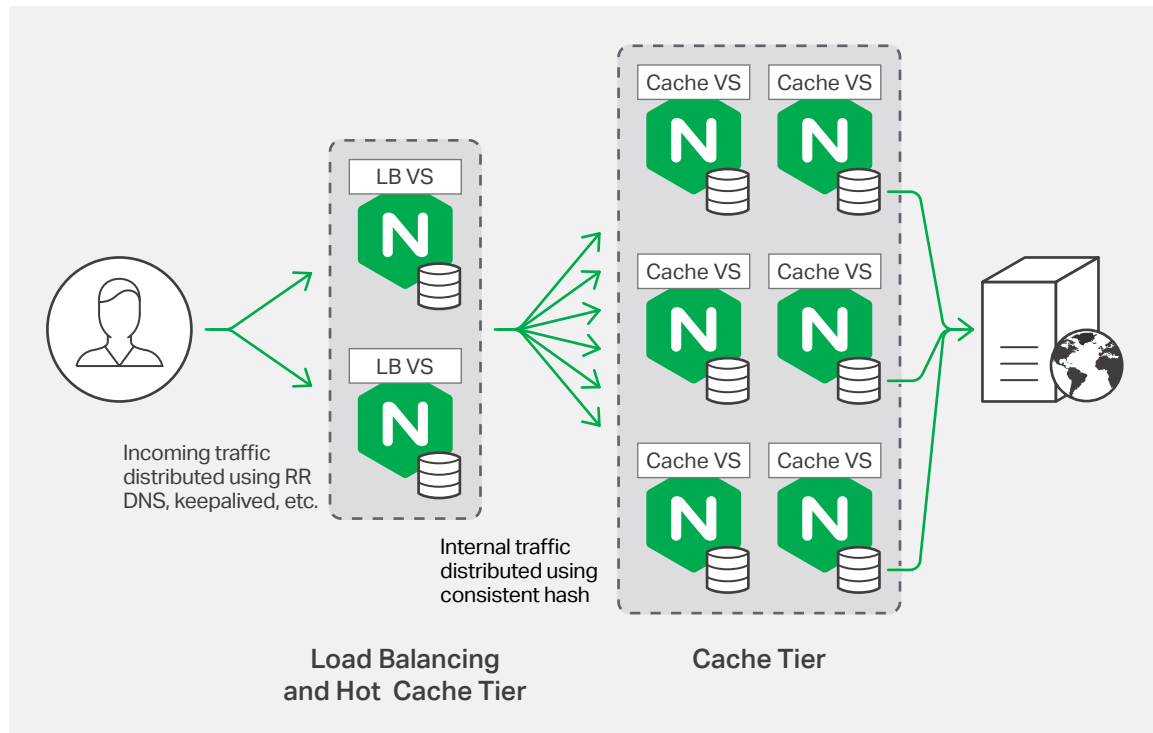 Cache VS
Cache VS
LB VS
N
N
N
Cache VS
Cache VS
LB VS
N
N
N
Incoming traffic
distributed using RR
DNS, keepalived, etc.
Cache VS
Cache VS
N
N
Internal traffic
distributed using
consistent hash
Load Balancing
and Hot Cache Tier
Cache Tier